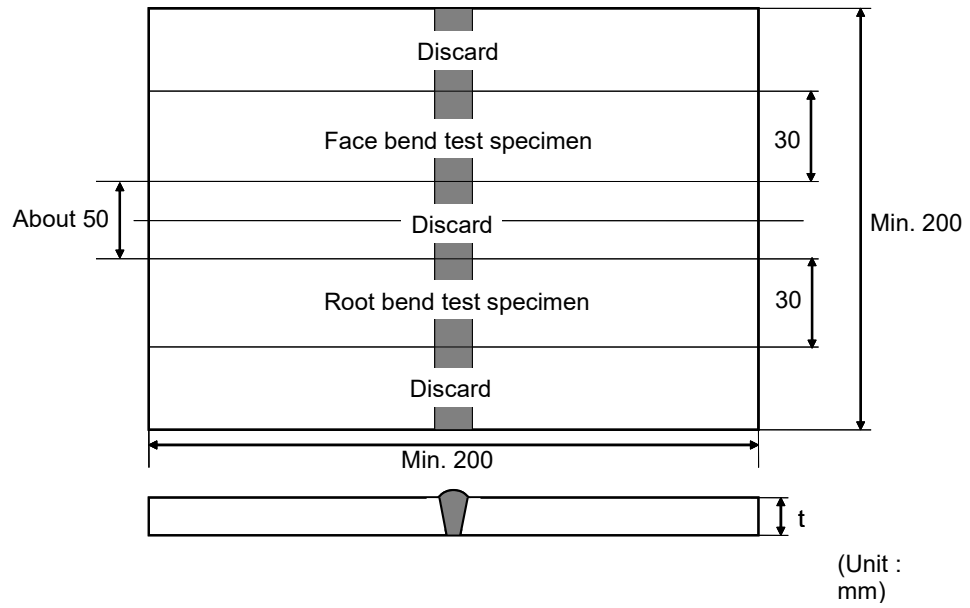 Discard
Face bend test specimen
30
About 50
Discard
Min. 200
Root bend test specimen
30
Discard
Min. 200
t
(Unit :
mm)